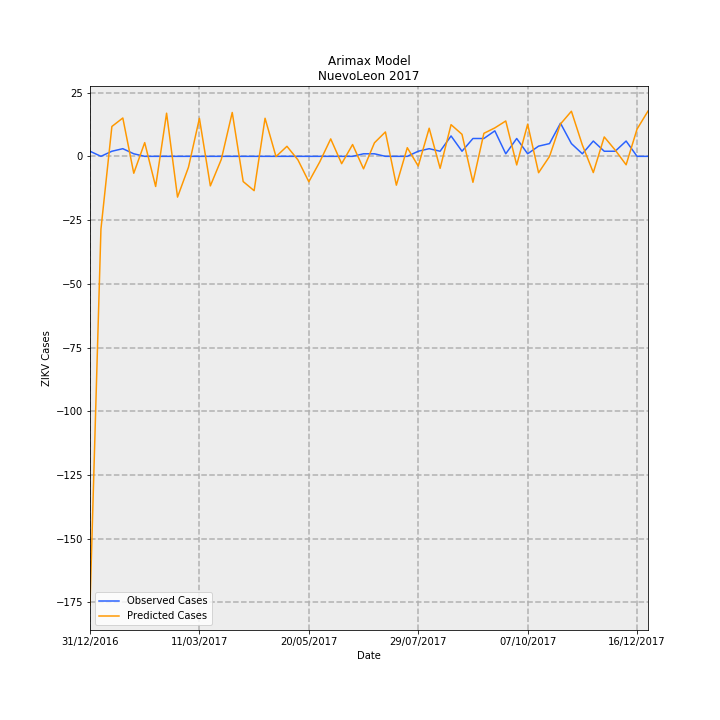 Arimax Model
NuevoLeon 2017
25
0
−25
−50
−75
−100
−125
−150
−175
ZIKV Cases
Observed Cases
Predicted Cases
31/12/2016 11/03/2017 20/05/2017 29/07/2017 07/10/2017 16/12/2017
Date